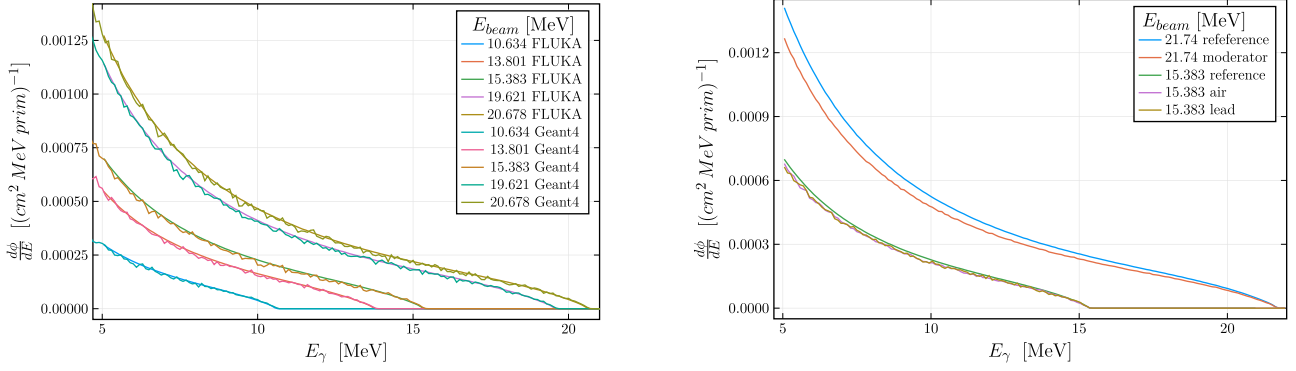 E_beam [MeV]
10.634 FLUKA
13.801 FLUKA
15.383 FLUKA
19.621 FLUKA
20.678 FLUKA
10.634 Geant4
13.801 Geant4
15.383 Geant4
19.621 Geant4
20.678 Geant4
0.00125
0.00100
0.00075
0.00050
0.00025
0.00000
dϕ/dE [(cm² MeV prim)⁻¹]
5 10 15 20
E_γ [MeV]
E_beam [MeV]
21.74 refeference
21.74 moderator
15.383 reference
15.383 air
15.383 lead
0.0012
0.0009
0.0006
0.0003
0.0000
dϕ/dE [(cm² MeV prim)⁻¹]
5 10 15 20
E_γ [MeV]